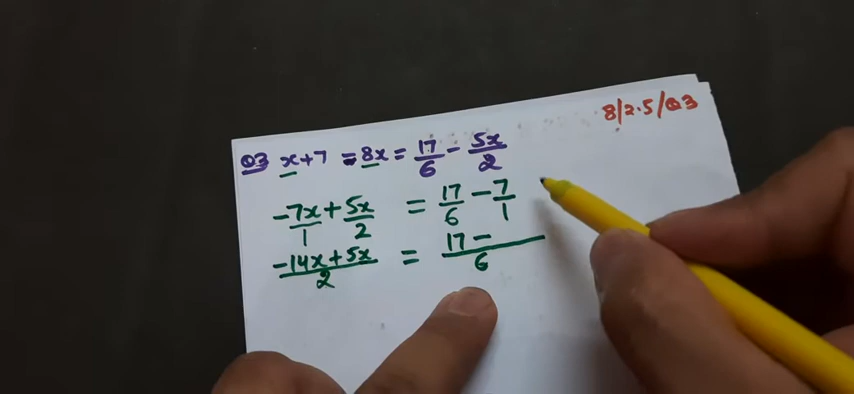 8/2.5/Q3
Q3 x+7 = 8x = 17/6 - 5x/2
-7x/1 + 5x/2 = 17/6 - 7/1
-14x+5x/2 = 17-/6